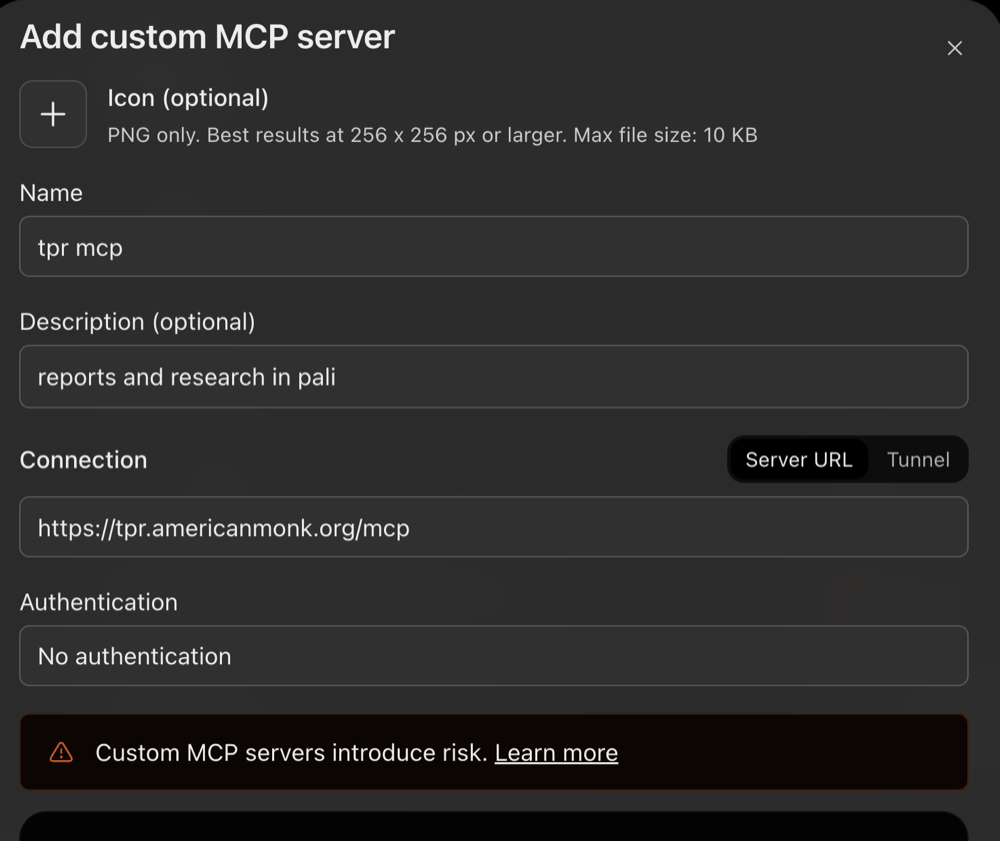 Add custom MCP server
Icon (optional)
PNG only. Best results at 256 x 256 px or larger. Max file size: 10 KB
Name
tpr mcp
Description (optional)
reports and research in pali
Connection
Server URL
Tunnel
https://tpr.americanmonk.org/mcp
Authentication
No authentication
Custom MCP servers introduce risk. Learn more